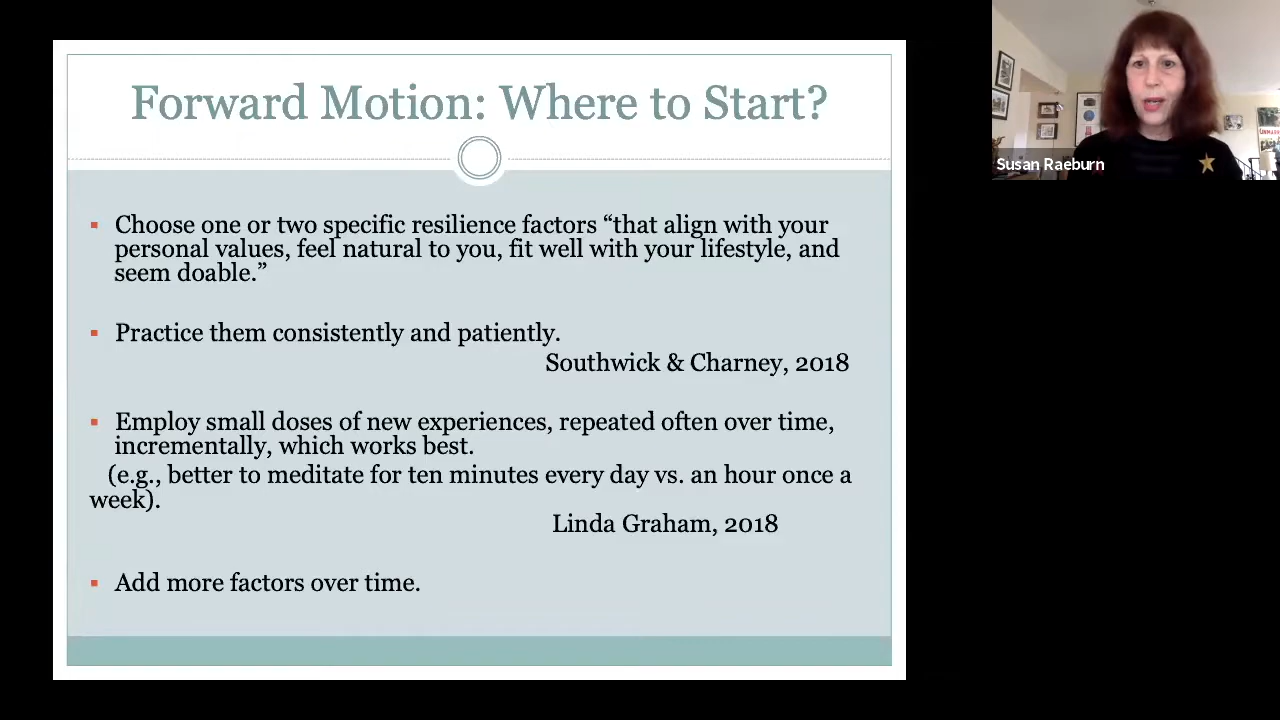 Forward Motion: Where to Start?
Susan Raeburn
▪ Choose one or two specific resilience factors “that align with your
personal values, feel natural to you, fit well with your lifestyle, and
seem doable.”
▪ Practice them consistently and patiently.
Southwick & Charney, 2018
▪ Employ small doses of new experiences, repeated often over time,
incrementally, which works best.
(e.g., better to meditate for ten minutes every day vs. an hour once a
week).
Linda Graham, 2018
▪ Add more factors over time.